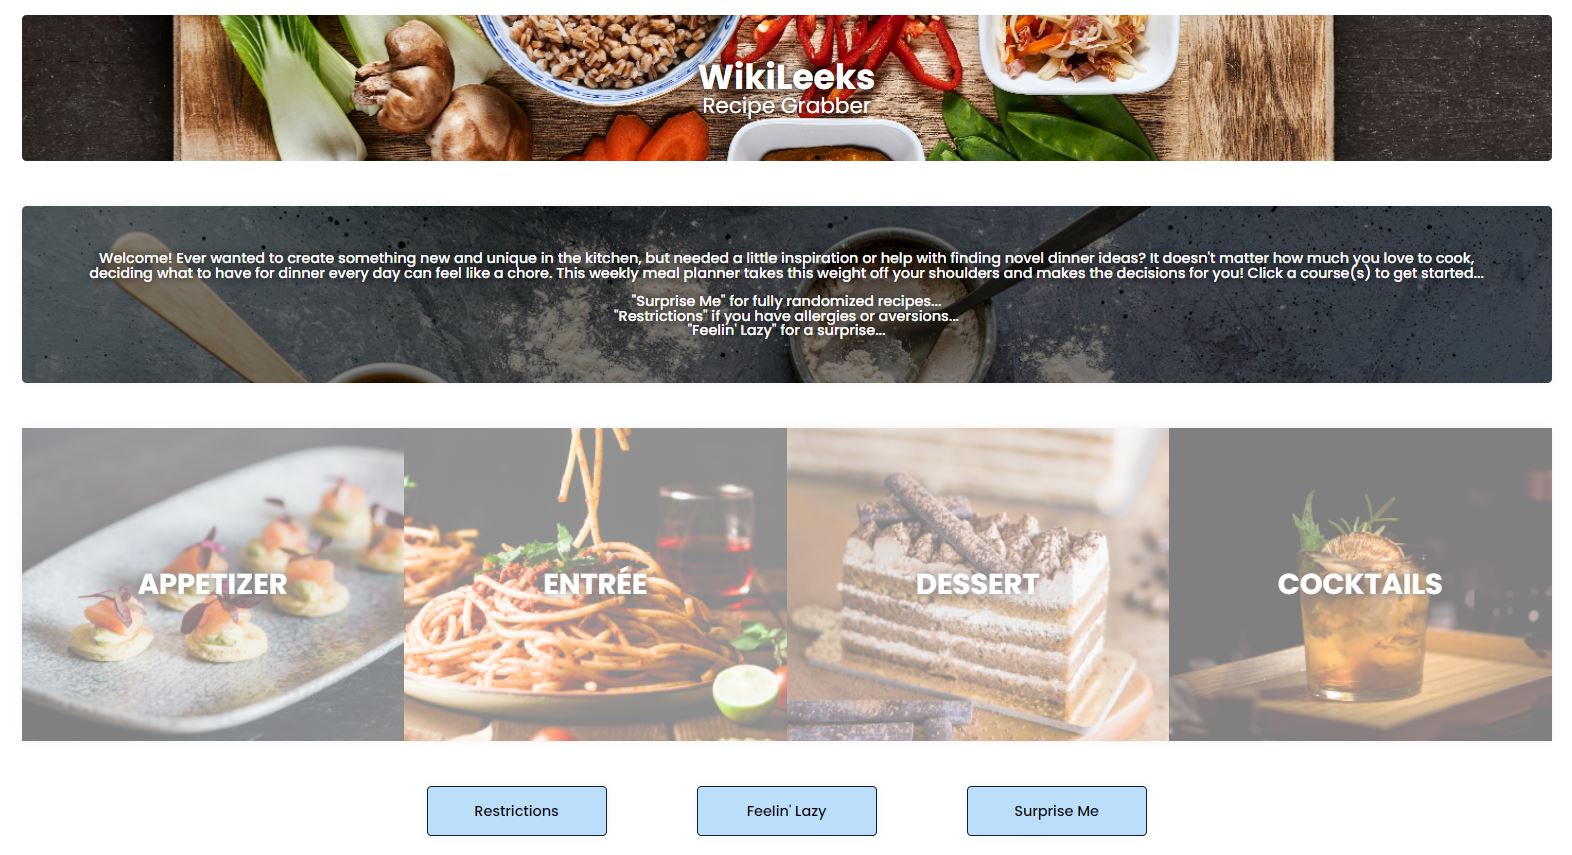 WikiLeeks
Recipe Grabber
Welcome! Ever wanted to create something new and unique in the kitchen, but needed a little inspiration or help with finding novel dinner ideas? It doesn't matter how much you love to cook,
deciding what to have for dinner every day can feel like a chore. This weekly meal planner takes this weight off your shoulders and makes the decisions for you! Click a course(s) to get started...
"Surprise Me" for fully randomized recipes...
"Restrictions" if you have allergies or aversions...
"Feelin' Lazy" for a surprise...
APPETIZER
ENTRÉE
DESSERT
COCKTAILS
Restrictions
Feelin' Lazy
Surprise Me